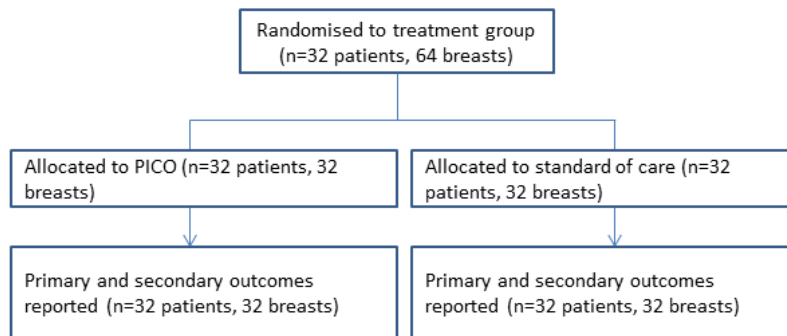 Randomised to treatment group
(n=32 patients, 64 breasts)
Allocated to PICO (n=32 patients, 32
breasts)
Allocated to standard of care (n=32
patients, 32 breasts)
Primary and secondary outcomes
reported (n=32 patients, 32 breasts)
Primary and secondary outcomes
reported (n=32 patients, 32 breasts)